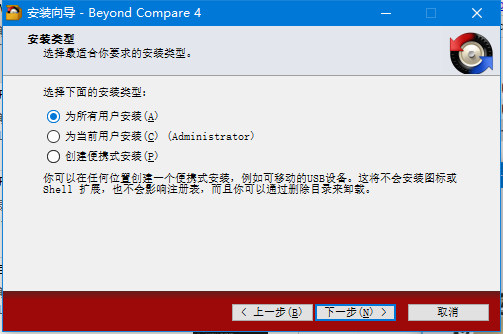 安装向导 - Beyond Compare 4
安装类型
选择最适合你要求的安装类型。
选择下面的安装类型:
为所有用户安装(A)
为当前用户安装(C) (Administrator)
创建便携式安装(P)
你可以在任何位置创建一个便携式安装，例如可移动的USB设备。这将不会安装图标或
Shell 扩展，也不会影响注册表，而且你可以通过删除目录来卸载。
< 上一步(B)
下一步(N) >
取消